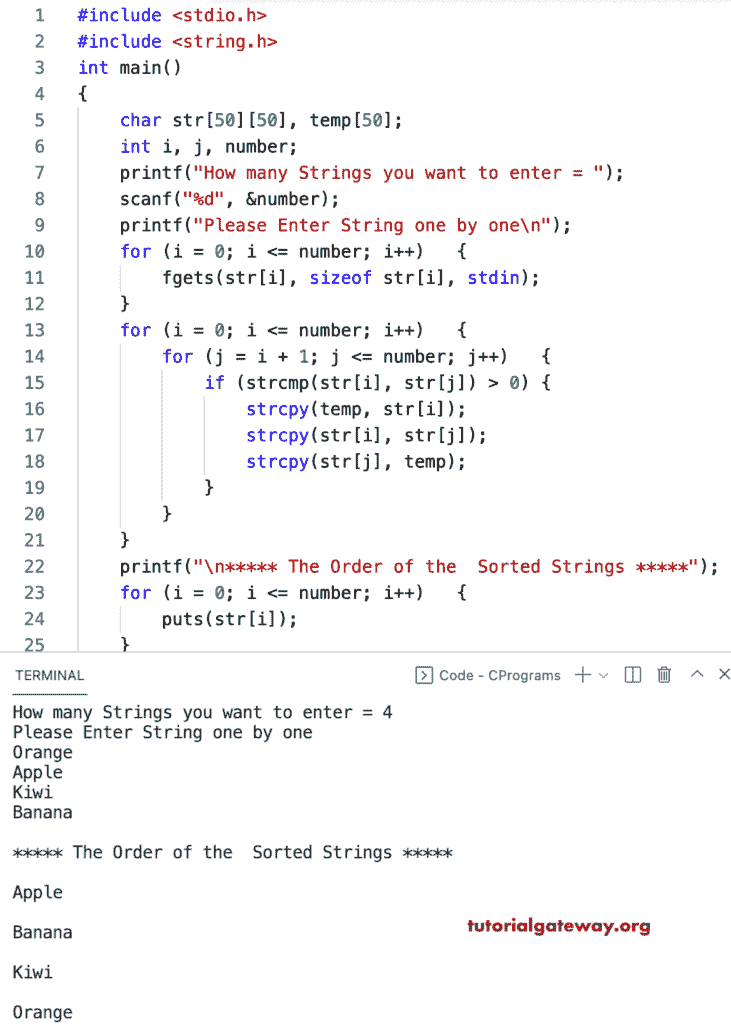 1 #include <stdio.h>
2 #include <string.h>
3 int main()
4 {
5     char str[50][50], temp[50];
6     int i, j, number;
7     printf("How many Strings you want to enter = ");
8     scanf("%d", &number);
9     printf("Please Enter String one by one\n");
10     for (i = 0; i <= number; i++)   {
11         fgets(str[i], sizeof str[i], stdin);
12     }
13     for (i = 0; i <= number; i++)   {
14         for (j = i + 1; j <= number; j++)   {
15             if (strcmp(str[i], str[j]) > 0) {
16                 strcpy(temp, str[i]);
17                 strcpy(str[i], str[j]);
18                 strcpy(str[j], temp);
19             }
20         }
21     }
22     printf("\n***** The Order of the  Sorted Strings *****");
23     for (i = 0; i <= number; i++)   {
24         puts(str[i]);
25     }
TERMINAL Code - CPrograms
How many Strings you want to enter = 4
Please Enter String one by one
Orange
Apple
Kiwi
Banana
***** The Order of the  Sorted Strings *****
Apple
tutorialgateway.org
Banana
Kiwi
Orange